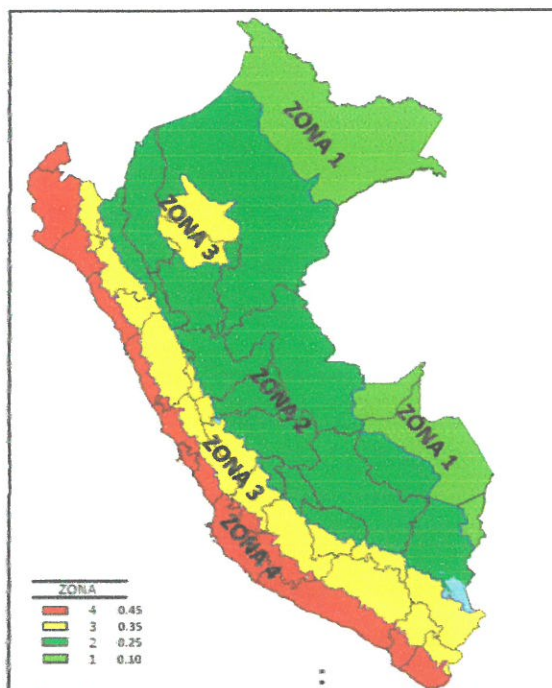 ZONA 1
ZONA 3
ZONA 2
ZONA 1
ZONA 3
ZONA 4
ZONA
4 0.45
3 0.35
2 0.25
1 0.10
: